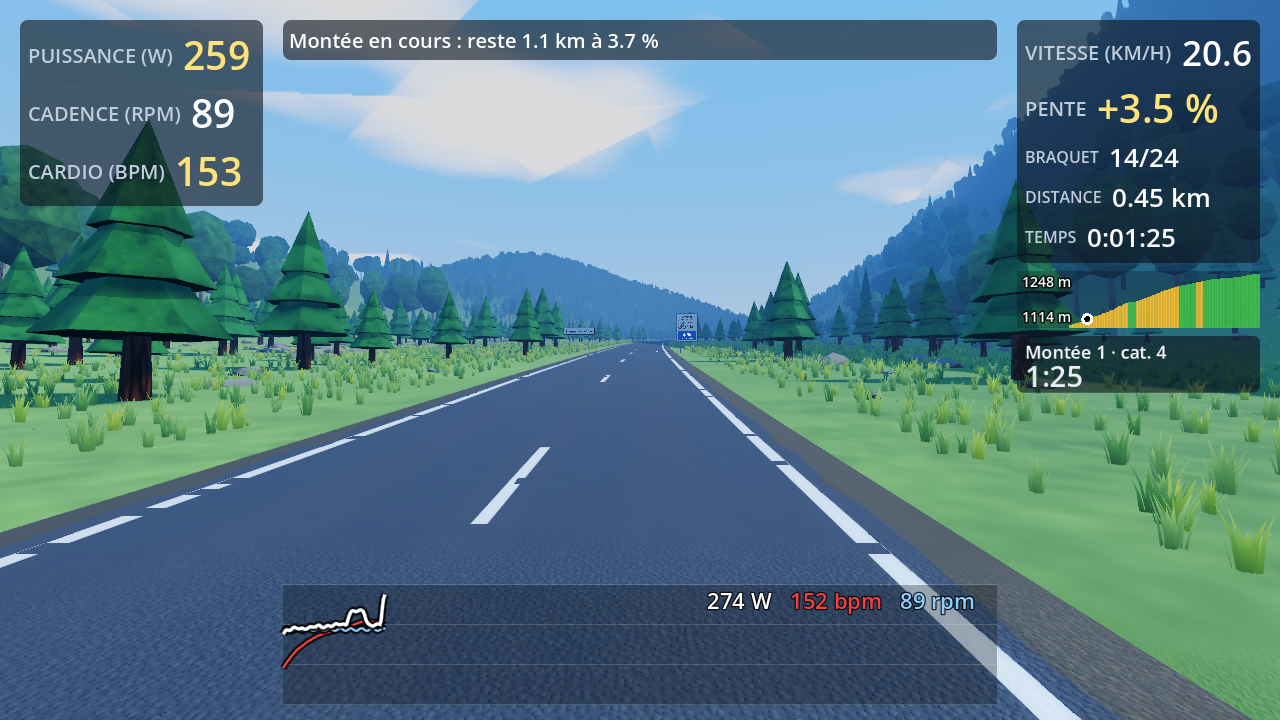 PUISSANCE (W) 259
CADENCE (RPM) 89
CARDIO (BPM) 153
Montée en cours : reste 1.1 km à 3.7 %
VITESSE (KM/H) 20.6
PENTE +3.5 %
BRAQUET 14/24
DISTANCE 0.45 km
TEMPS 0:01:25
1248 m
1114 m
Montée 1 · cat. 4
1:25
274 W 152 bpm 89 rpm